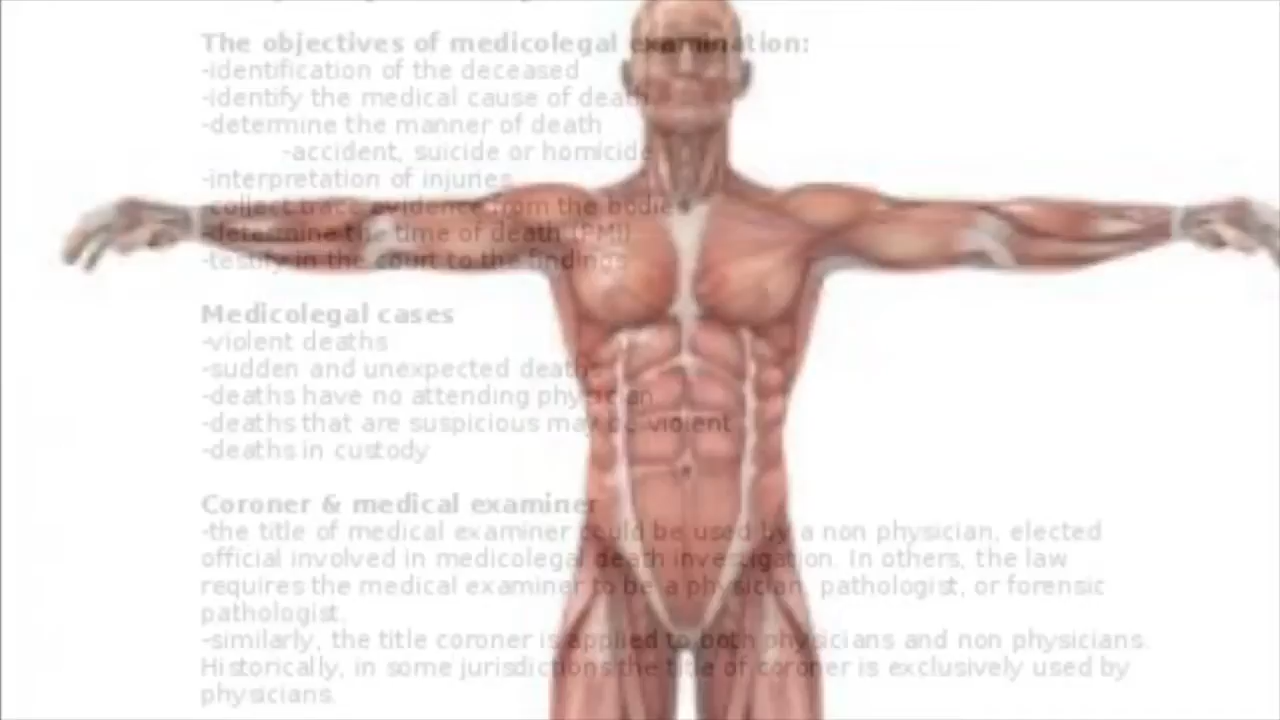 The objectives of medicolegal examination:
-identification of the deceased
-identify the medical cause of death
-determine the manner of death
-accident, suicide or homicide
-interpretation of injuries
-collect trace evidence from the bodies
-determine the time of death (PMI)
-testify in the court to the findings
Medicolegal cases
-violent deaths
-sudden and unexpected deaths
-deaths have no attending physician
-deaths that are suspicious may be violent
-deaths in custody
Coroner & medical examiner
-the title of medical examiner could be used by a non physician, elected
official involved in medicolegal death investigation. In others, the law
requires the medical examiner to be a physician, pathologist, or forensic
pathologist.
-similarly, the title coroner is applied to both physicians and non physicians.
Historically, in some jurisdictions the title of coroner is exclusively used by
physicians.